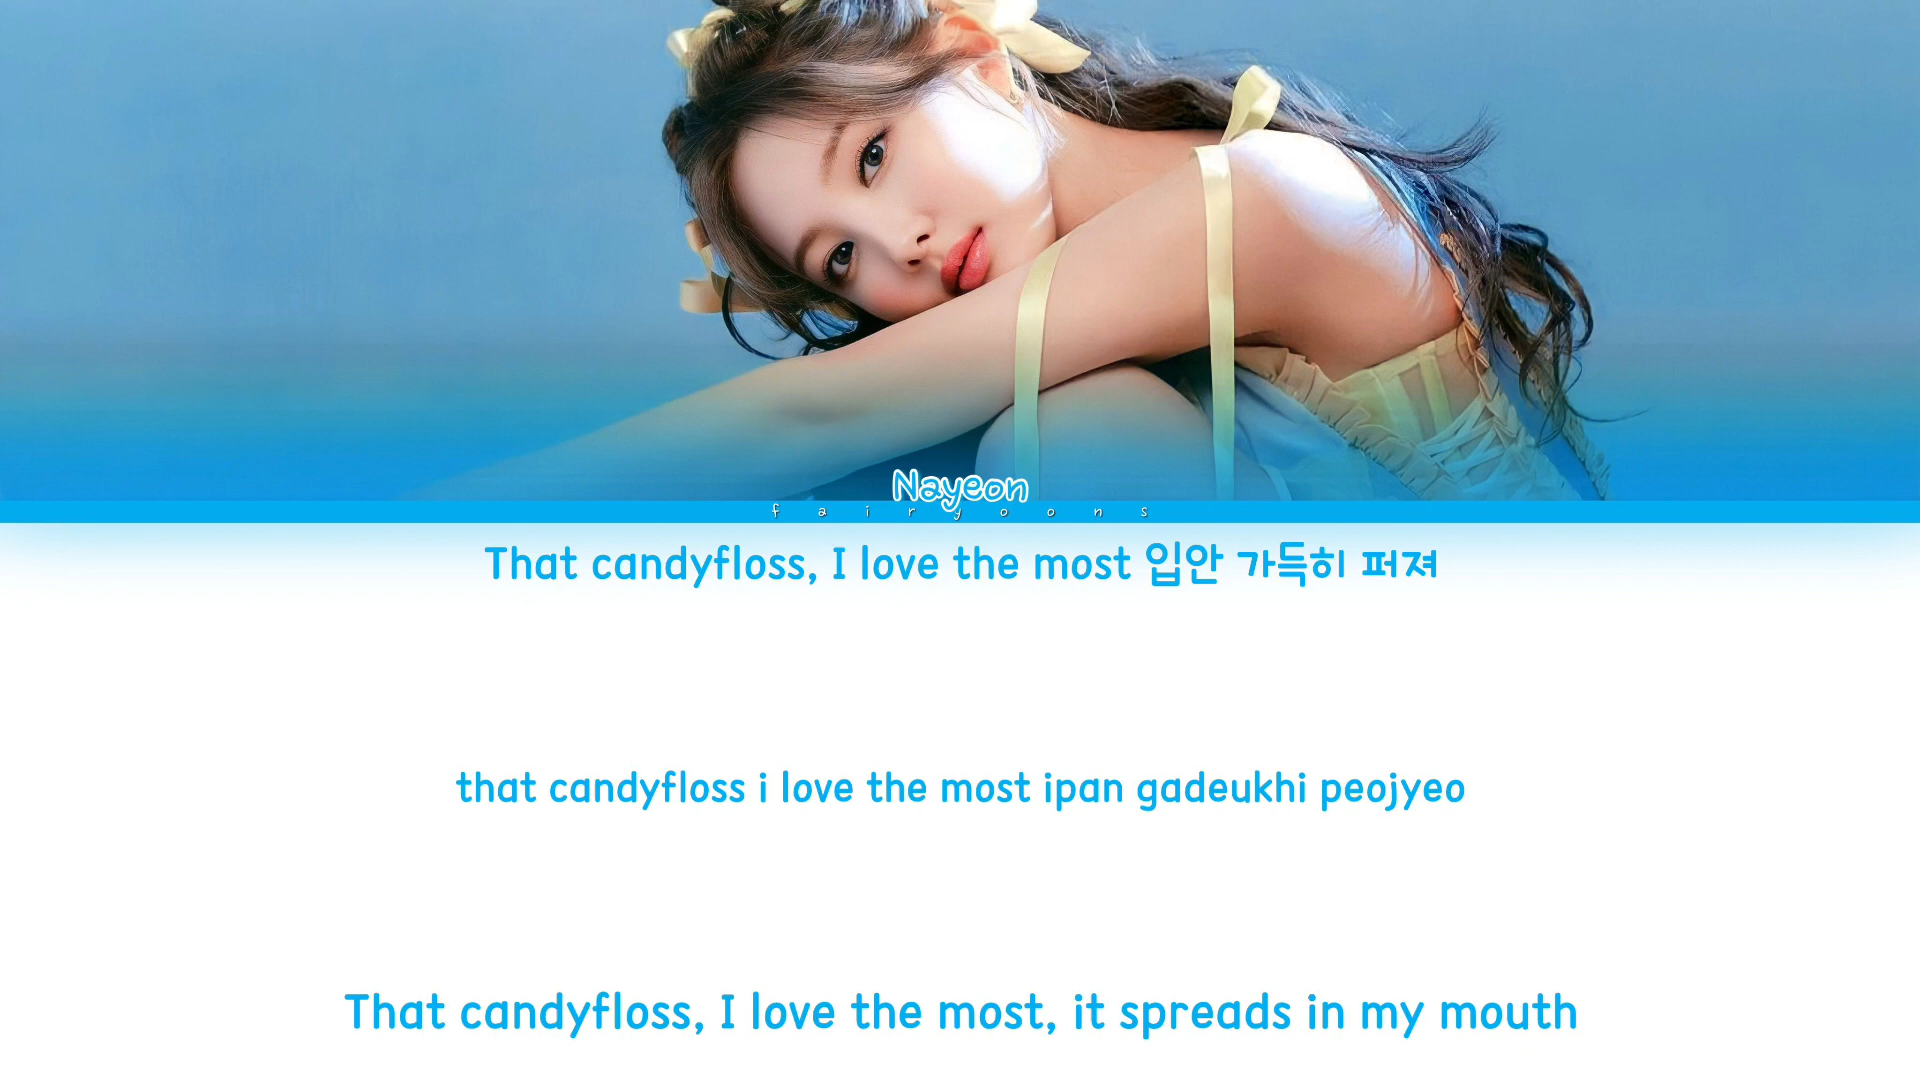 Nayeon
fairyoons
That candyfloss, I love the most 입안 가득히 퍼져
that candyfloss i love the most ipan gadeukhi peojyeo
That candyfloss, I love the most, it spreads in my mouth